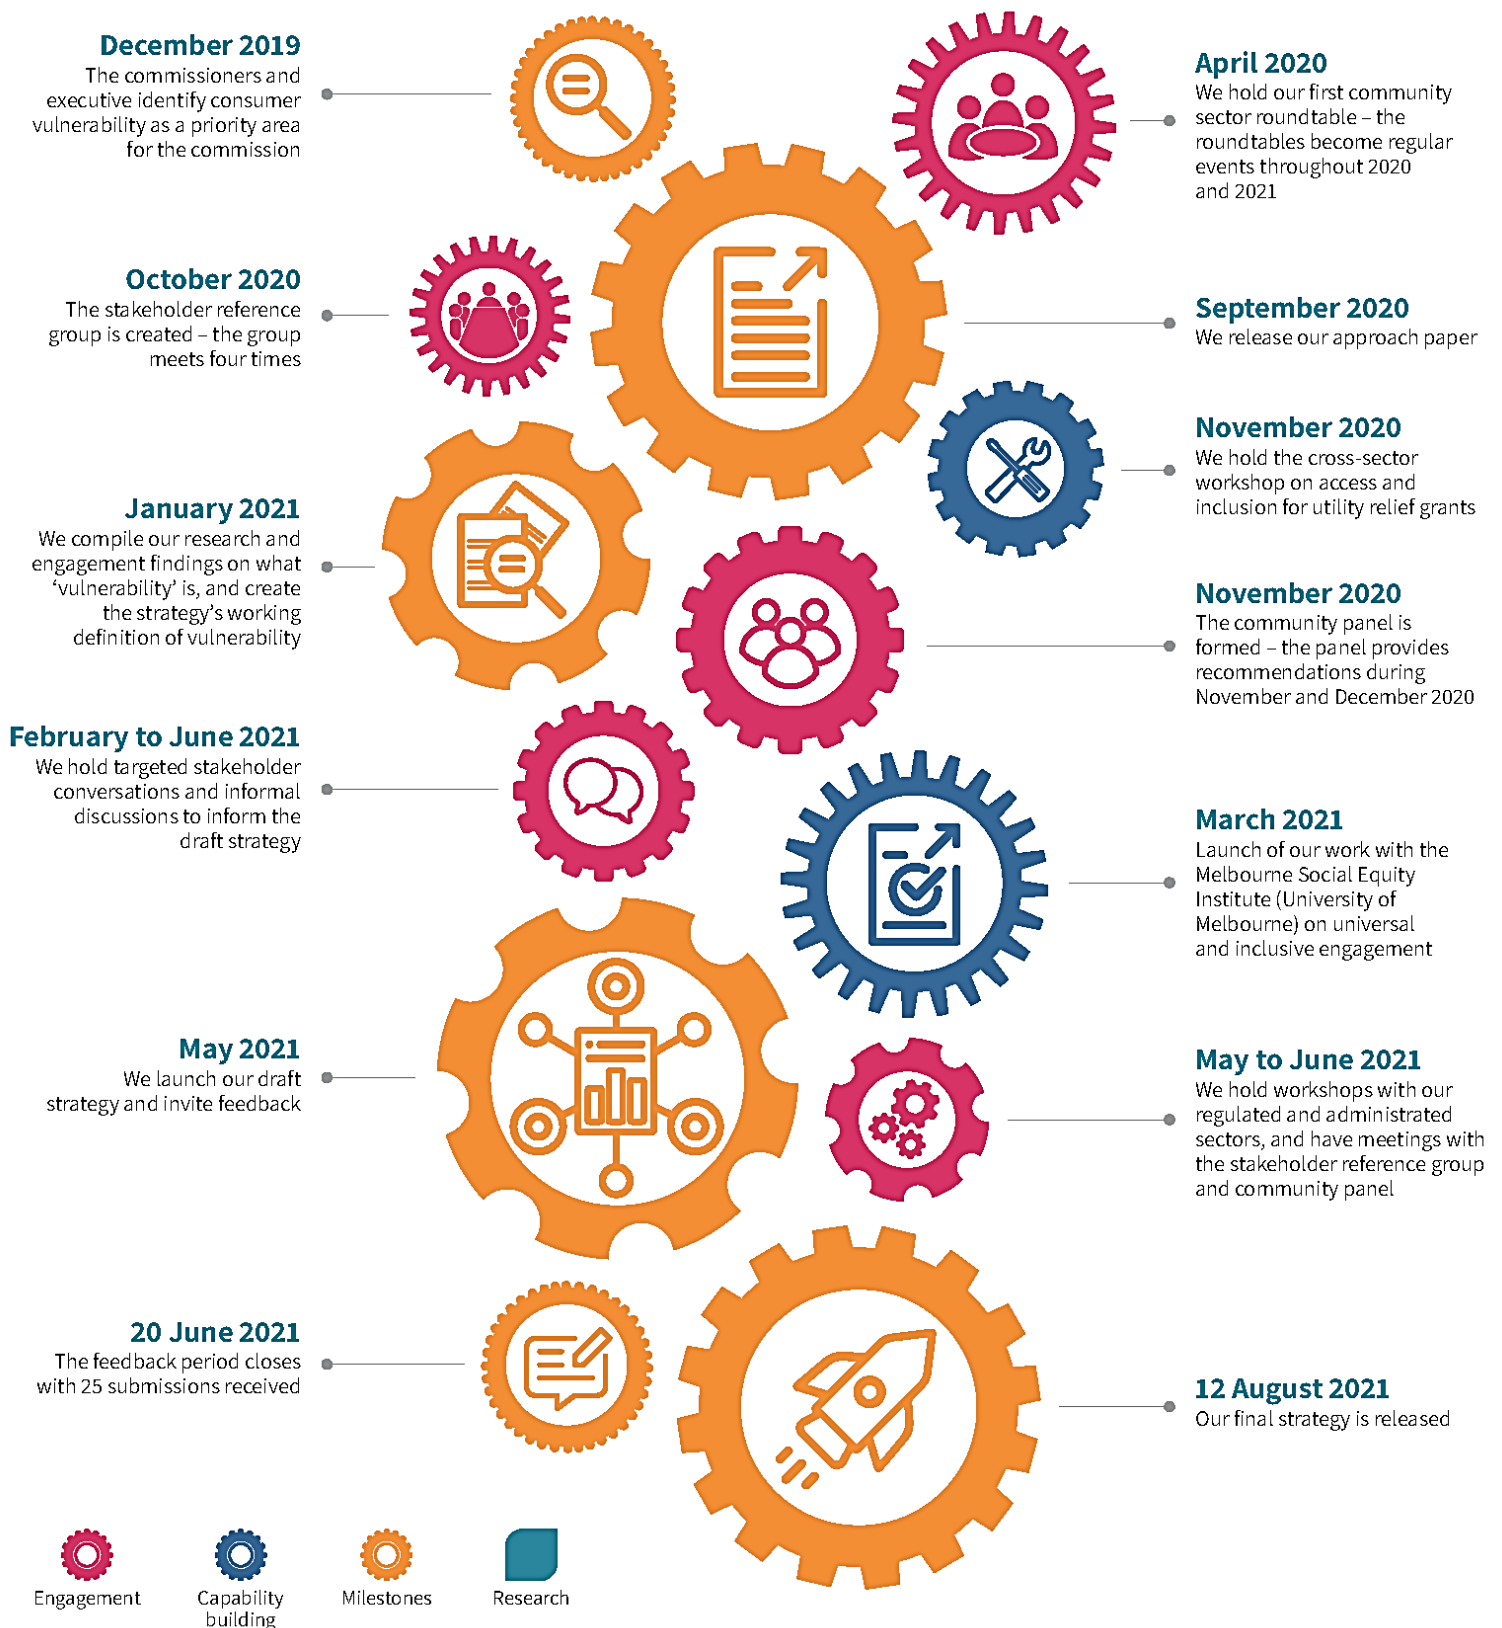 December 2019
The commissioners and
executive identify consumer
vulnerability as a priority area
for the commission
April 2020
We hold our first community
sector roundtable – the
roundtables become regular
events throughout 2020
and 2021
October 2020
The stakeholder reference
group is created – the group
meets four times
September 2020
We release our approach paper
November 2020
We hold the cross-sector
workshop on access and
inclusion for utility relief grants
January 2021
We compile our research and
engagement findings on what
‘vulnerability’ is, and create
the strategy’s working
definition of vulnerability
November 2020
The community panel is
formed – the panel provides
recommendations during
November and December 2020
February to June 2021
We hold targeted stakeholder
conversations and informal
discussions to inform the
draft strategy
March 2021
Launch of our work with the
Melbourne Social Equity
Institute (University of
Melbourne) on universal
and inclusive engagement
May 2021
We launch our draft
strategy and invite feedback
May to June 2021
We hold workshops with our
regulated and administrated
sectors, and have meetings with
the stakeholder reference group
and community panel
20 June 2021
The feedback period closes
with 25 submissions received
12 August 2021
Our final strategy is released
Engagement
Capability
building
Milestones
Research